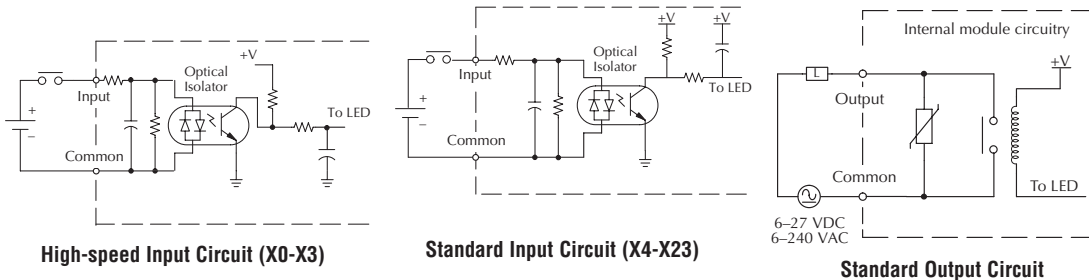 +V
Optical
Isolator
Input
To LED
+
–
Common
High-speed Input Circuit (X0-X3)
+V
+V
Optical
Isolator
Input
To LED
+
–
Common
Standard Input Circuit (X4-X23)
Internal module circuitry
+V
L
Output
Common
To LED
6–27 VDC
6–240 VAC
Standard Output Circuit